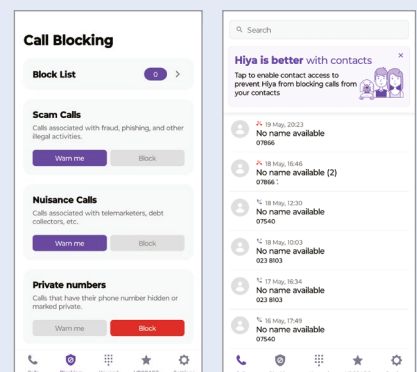 Call Blocking
Block List
0
Scam Calls
Calls associated with fraud, phishing, and other
illegal activities.
Warn me
Block
Nuisance Calls
Calls associated with telemarketers, debt
collectors, etc.
Warn me
Block
Private numbers
Calls that have their phone number hidden or
marked private.
Warn me
Block
Search
Hiya is better with contacts
Tap to enable contact access to
prevent Hiya from blocking calls from
your contacts
19 May, 20:23
No name available
07866
18 May, 16:46
No name available (2)
07866
18 May, 12:30
No name available
07540
18 May, 10:03
No name available
023 8103
17 May, 16:34
No name available
023 8103
16 May, 17:49
No name available
07540